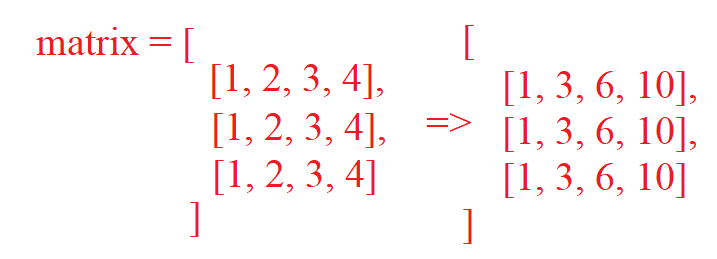 matrix = [ [
[1, 2, 3, 4], [1, 3, 6, 10],
[1, 2, 3, 4], => [1, 3, 6, 10],
[1, 2, 3, 4] [1, 3, 6, 10]
] ]